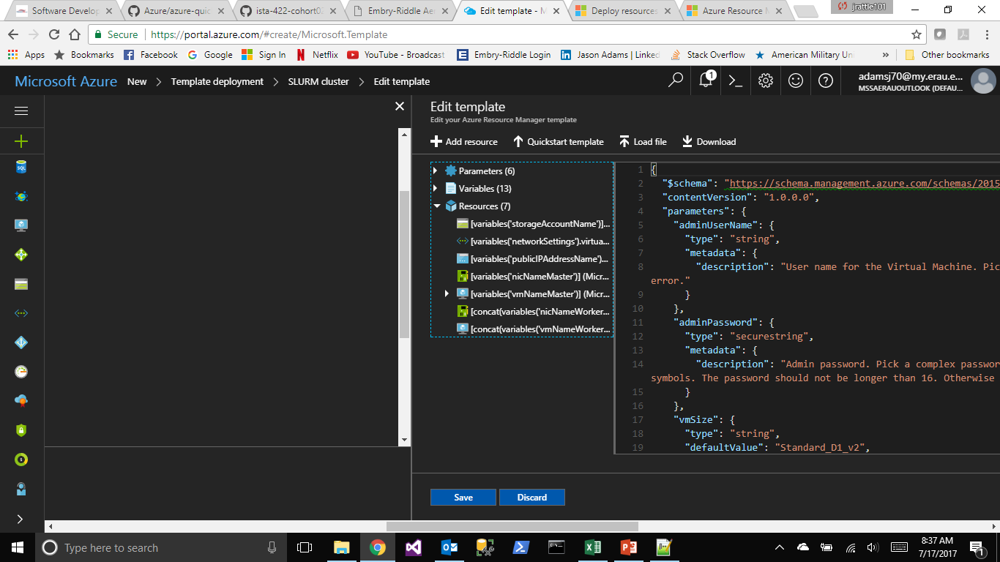 Software Develop
Azure/azure-quic
ista-422-cohort02
Embry-Riddle Aer
Edit template - M
Deploy resources
Azure Resource M
jrattle101
Secure
https://portal.azure.com/#create/Microsoft.Template
Apps
Bookmarks
Facebook
Google
Sign In
Netflix
YouTube - Broadcast
Embry-Riddle Login
Jason Adams | Linked
Stack Overflow
American Military Un
»
Other bookmarks
Microsoft Azure New > Template deployment > SLURM cluster > Edit template
1
adamsj70@my.erau.e...
MSSAERAUOUTLOOK (DEFAU...
Edit template
Edit your Azure Resource Manager template
Add resource
Quickstart template
Load file
Download
Parameters (6)
Variables (13)
Resources (7)
[variables('storageAccountName')]...
[variables('networkSettings').virtua...
[variables('publicIPAddressName')...
[variables('nicNameMaster')] (Micr...
[variables('vmNameMaster')] (Micr...
[concat(variables('nicNameWorker...
[concat(variables('vmNameWorker...
1 {
2 "$schema": "https://schema.management.azure.com/schemas/2015
3 "contentVersion": "1.0.0.0",
4 "parameters": {
5 "adminUserName": {
6 "type": "string",
7 "metadata": {
8 "description": "User name for the Virtual Machine. Pic
error."
9 }
10 },
11 "adminPassword": {
12 "type": "securestring",
13 "metadata": {
14 "description": "Admin password. Pick a complex passwor
symbols. The password should not be longer than 16. Otherwise
15 }
16 },
17 "vmSize": {
18 "type": "string",
19 "defaultValue": "Standard_D1_v2",
Save
Discard
SQL
Type here to search
8:37 AM
7/17/2017
1